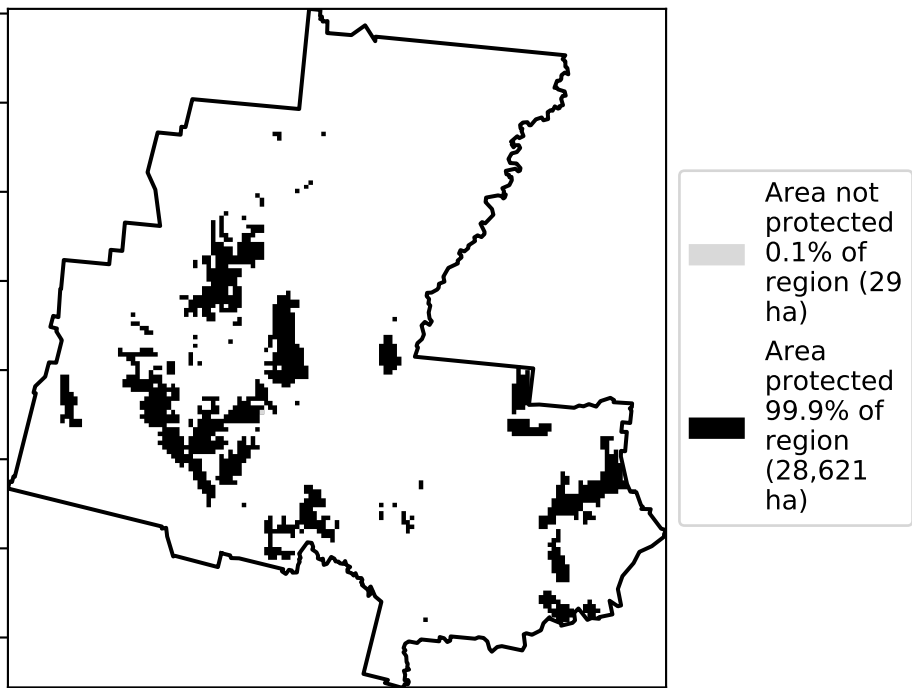 Area not
protected
0.1% of
region (29
ha)
Area
protected
99.9% of
region
(28,621
ha)